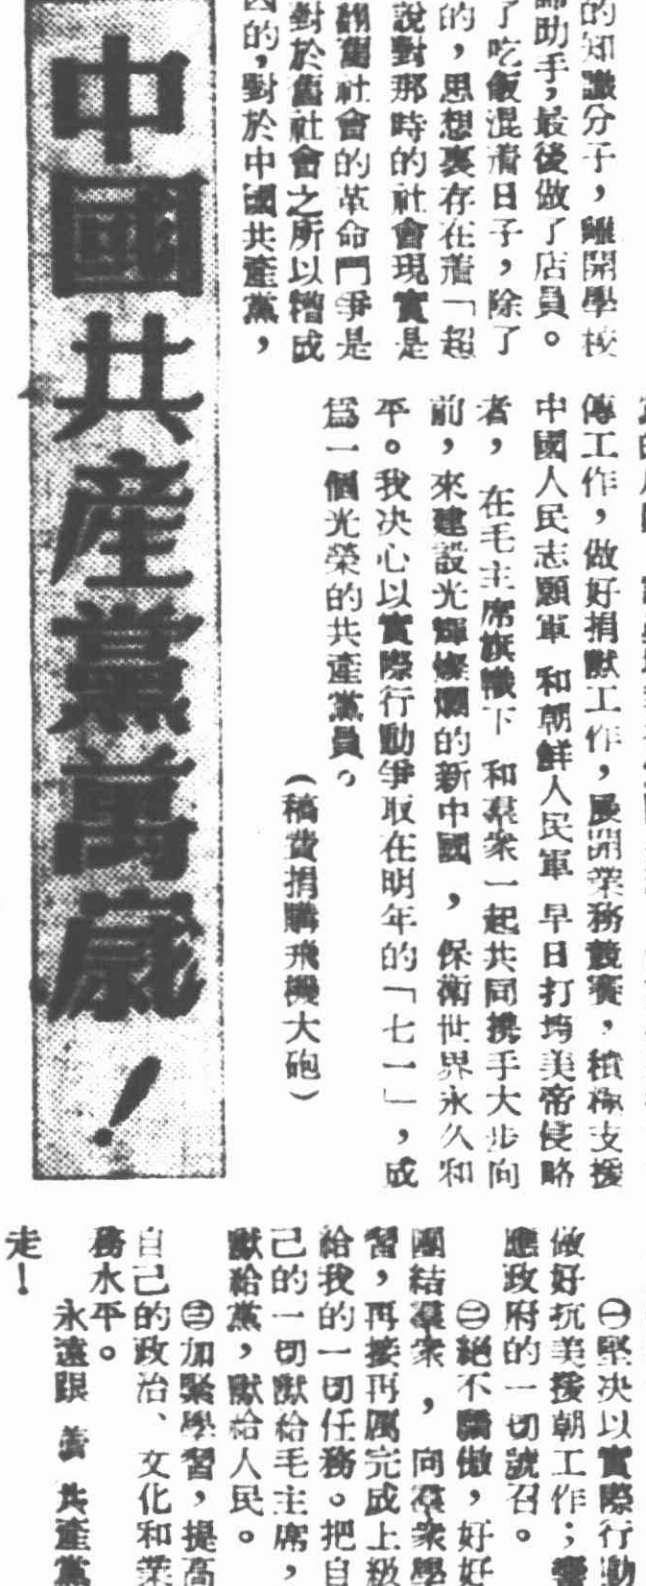 的知識分子，離開學校
助手，最後做了店員。
了吃飯混着日子，除了
的，思想裏存在着「超
說對那時的社會現實是
翻舊社會的革命鬥爭是
對於舊社會之所以糟成
因的，對於中國共產黨，
傳工作，做好捐獻工作，展開業務競賽，積極支援
中國人民志願軍 和朝鮮人民軍 早日打垮美帝侵略
者，在毛主席旗幟下 和羣衆一起共同携手大步向
前，來建設光輝燦爛的新中國，保衛世界永久和
平。我决心以實際行動爭取在明年的「七一」，成
爲一個光榮的共產黨員。
（稿費捐購飛機大砲）
中國共產黨萬歲！
㊀堅决以實際行動
做好抗美援朝工作；響
應政府的一切號召。
㊁絕不驕傲，好好
團結羣衆，向羣衆學
習，再接再厲完成上級
給我的一切任務。把自
己的一切獻給毛主席，
獻給黨，獻給人民。
㊂加緊學習，提高
自己的政治、文化和業
務水平。
永遠跟着共產黨
走！